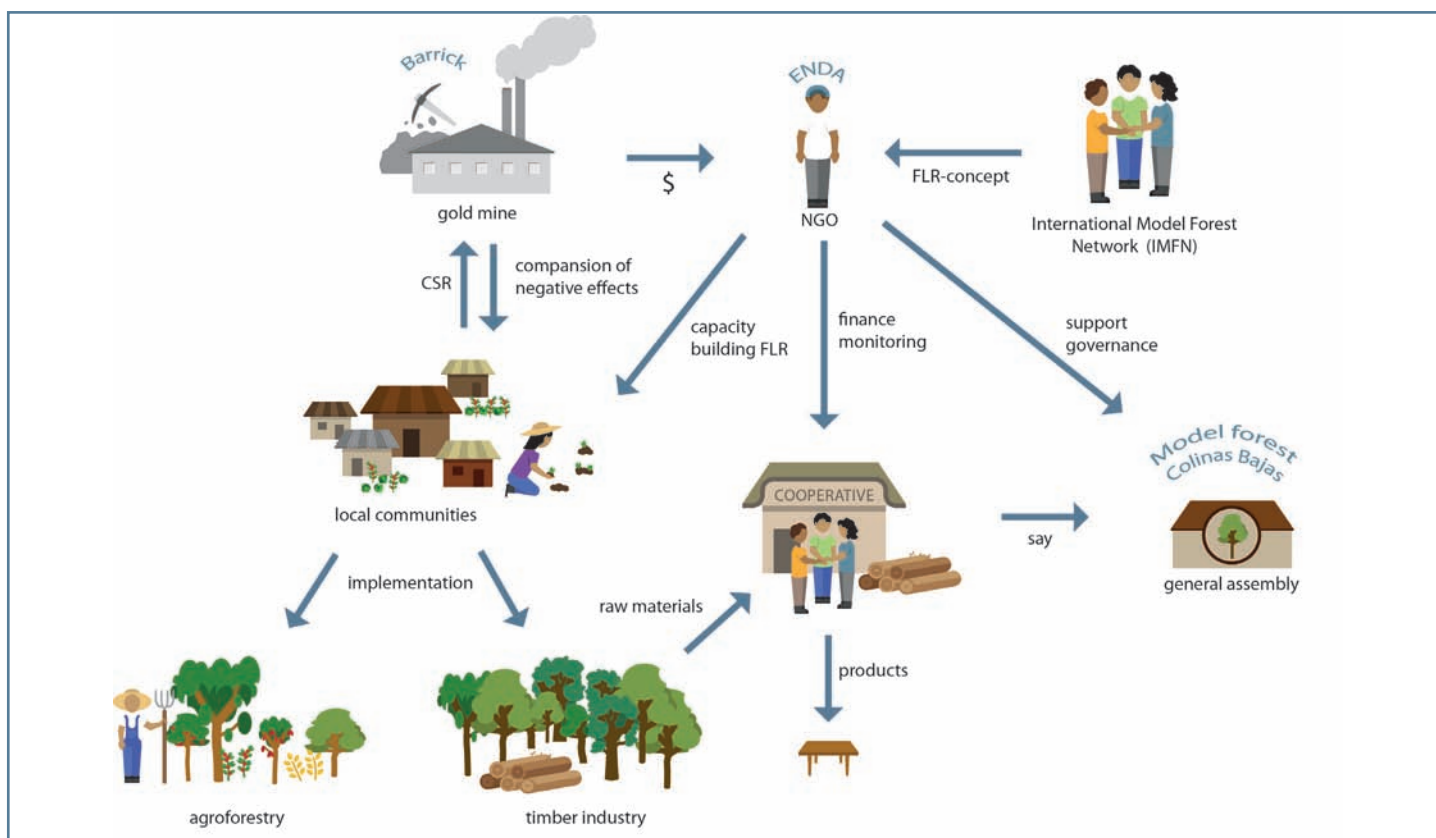 Barrick
ENDA
$
FLR-concept
gold mine
NGO
International Model Forest
Network (IMFN)
CSR
compansion of
negative effects
capacity
building FLR
finance
monitoring
support
governance
Model forest
Colinas Bajas
COOPERATIVE
local communities
say
general assembly
implementation
raw materials
products
agroforestry
timber industry